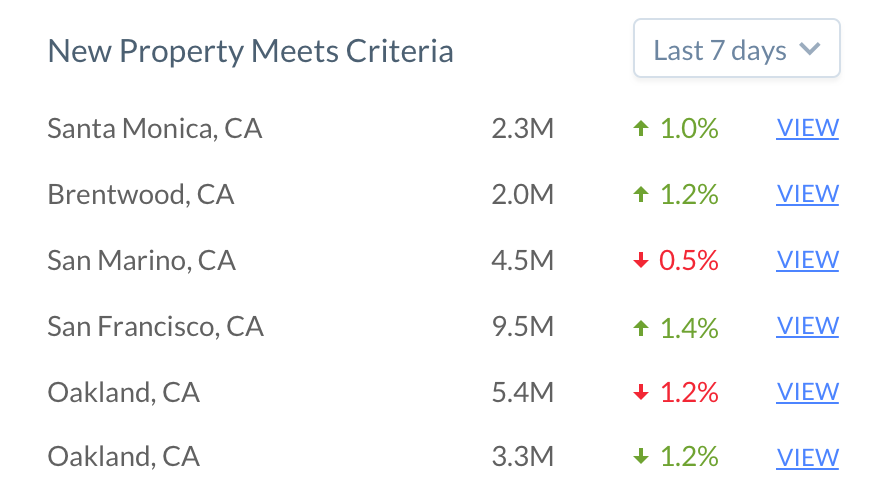 New Property Meets Criteria Last 7 days
Santa Monica, CA 2.3M 1.0% VIEW
Brentwood, CA 2.0M 1.2% VIEW
San Marino, CA 4.5M 0.5% VIEW
San Francisco, CA 9.5M 1.4% VIEW
Oakland, CA 5.4M 1.2% VIEW
Oakland, CA 3.3M 1.2% VIEW